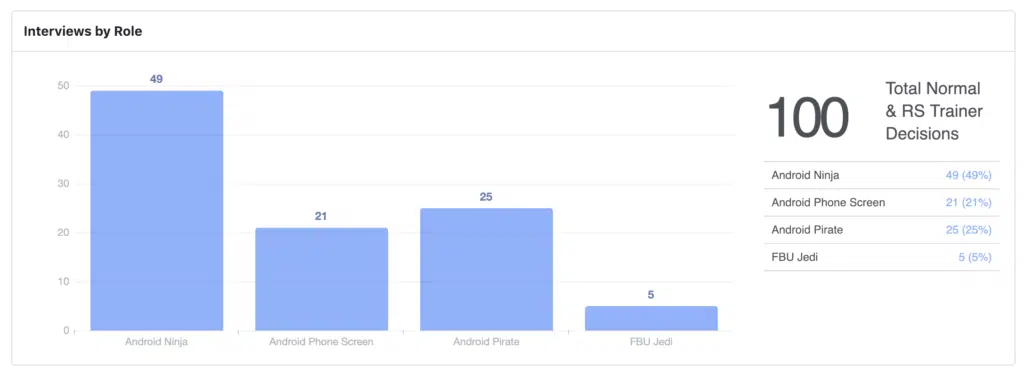 Interviews by Role
50
40
30
20
10
0
49
21
25
5
Android Ninja
Android Phone Screen
Android Pirate
FBU Jedi
100
Total Normal
& RS Trainer
Decisions
Android Ninja 49 (49%)
Android Phone Screen 21 (21%)
Android Pirate 25 (25%)
FBU Jedi 5 (5%)